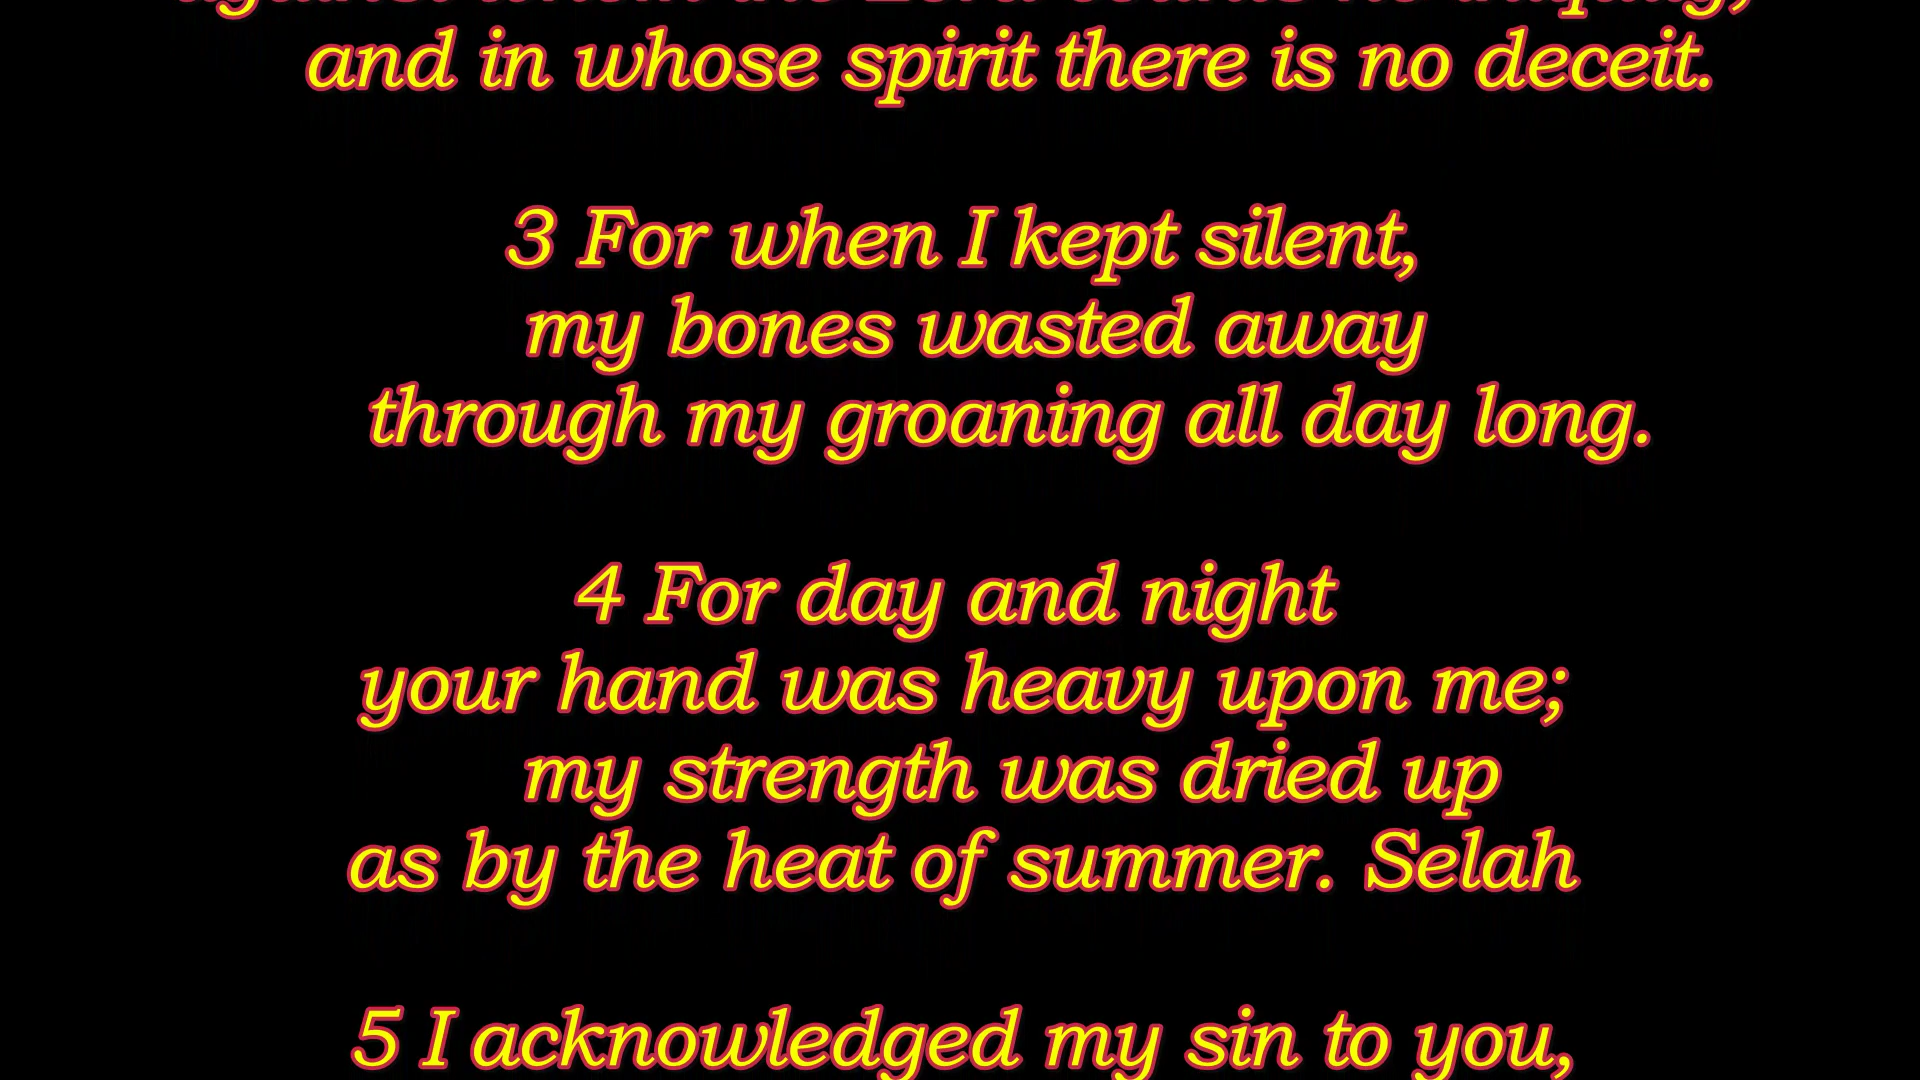 and in whose spirit there is no deceit.
3 For when I kept silent,
my bones wasted away
through my groaning all day long.
4 For day and night
your hand was heavy upon me;
my strength was dried up
as by the heat of summer. Selah
5 I acknowledged my sin to you,